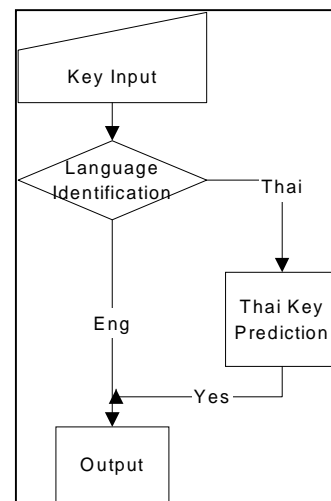 Key Input
Language
Identification
Thai
Thai Key
Prediction
Eng
Yes
Output